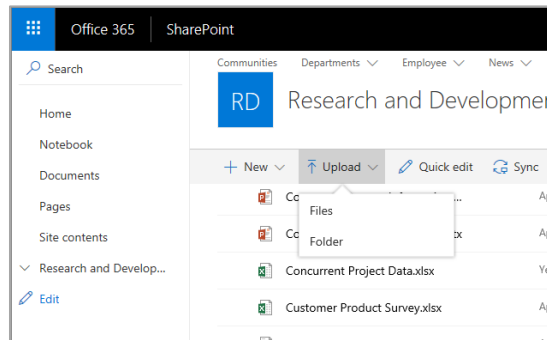 Office 365 SharePoint
Search
Communities Departments Employee News
RD Research and Developmen
Home
Notebook
Documents
Pages
Site contents
Research and Develop...
Edit
+ New Upload Quick edit Sync
Files
Folder
Concurrent Project Data.xlsx
Customer Product Survey.xlsx